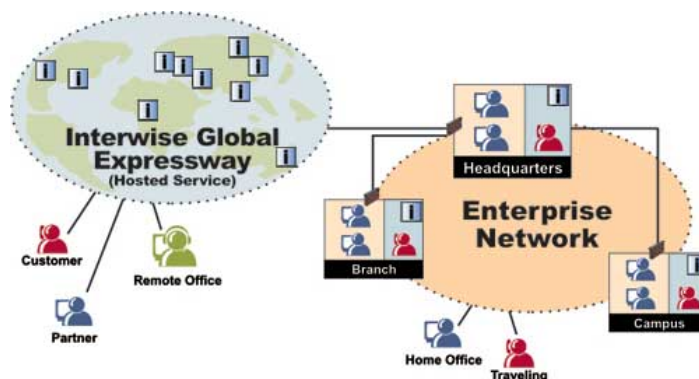 i
i
i
i
i
i
i
i
i
i
Interwise Global
Expressway
(Hosted Service)
Customer
Remote Office
Partner
i
Headquarters
Enterprise
Network
i
Branch
i
Campus
Home Office
Traveling